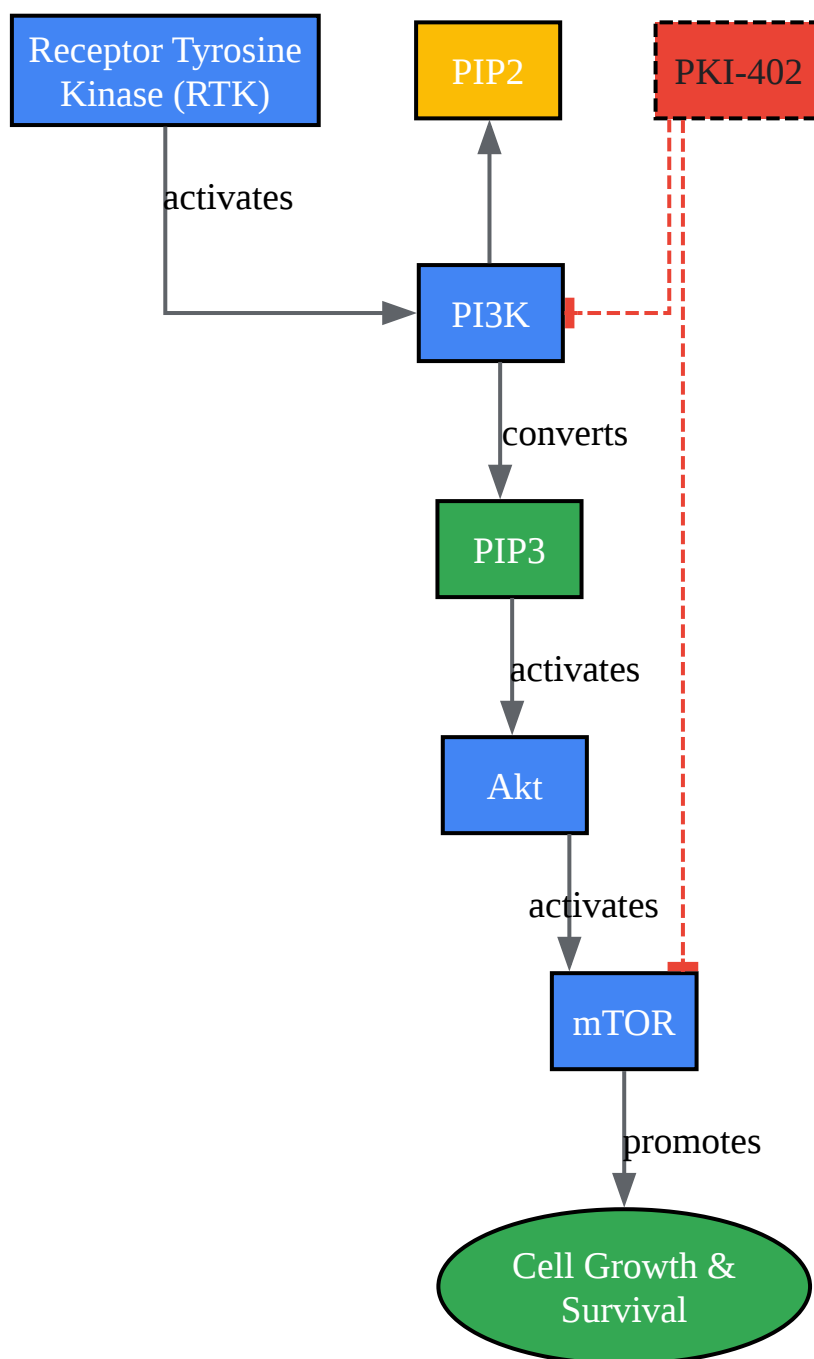 Receptor Tyrosine
Kinase (RTK)
PIP2
PKI-402
activates
PI3K
converts
PIP3
activates
Akt
activates
mTOR
promotes
Cell Growth &
Survival